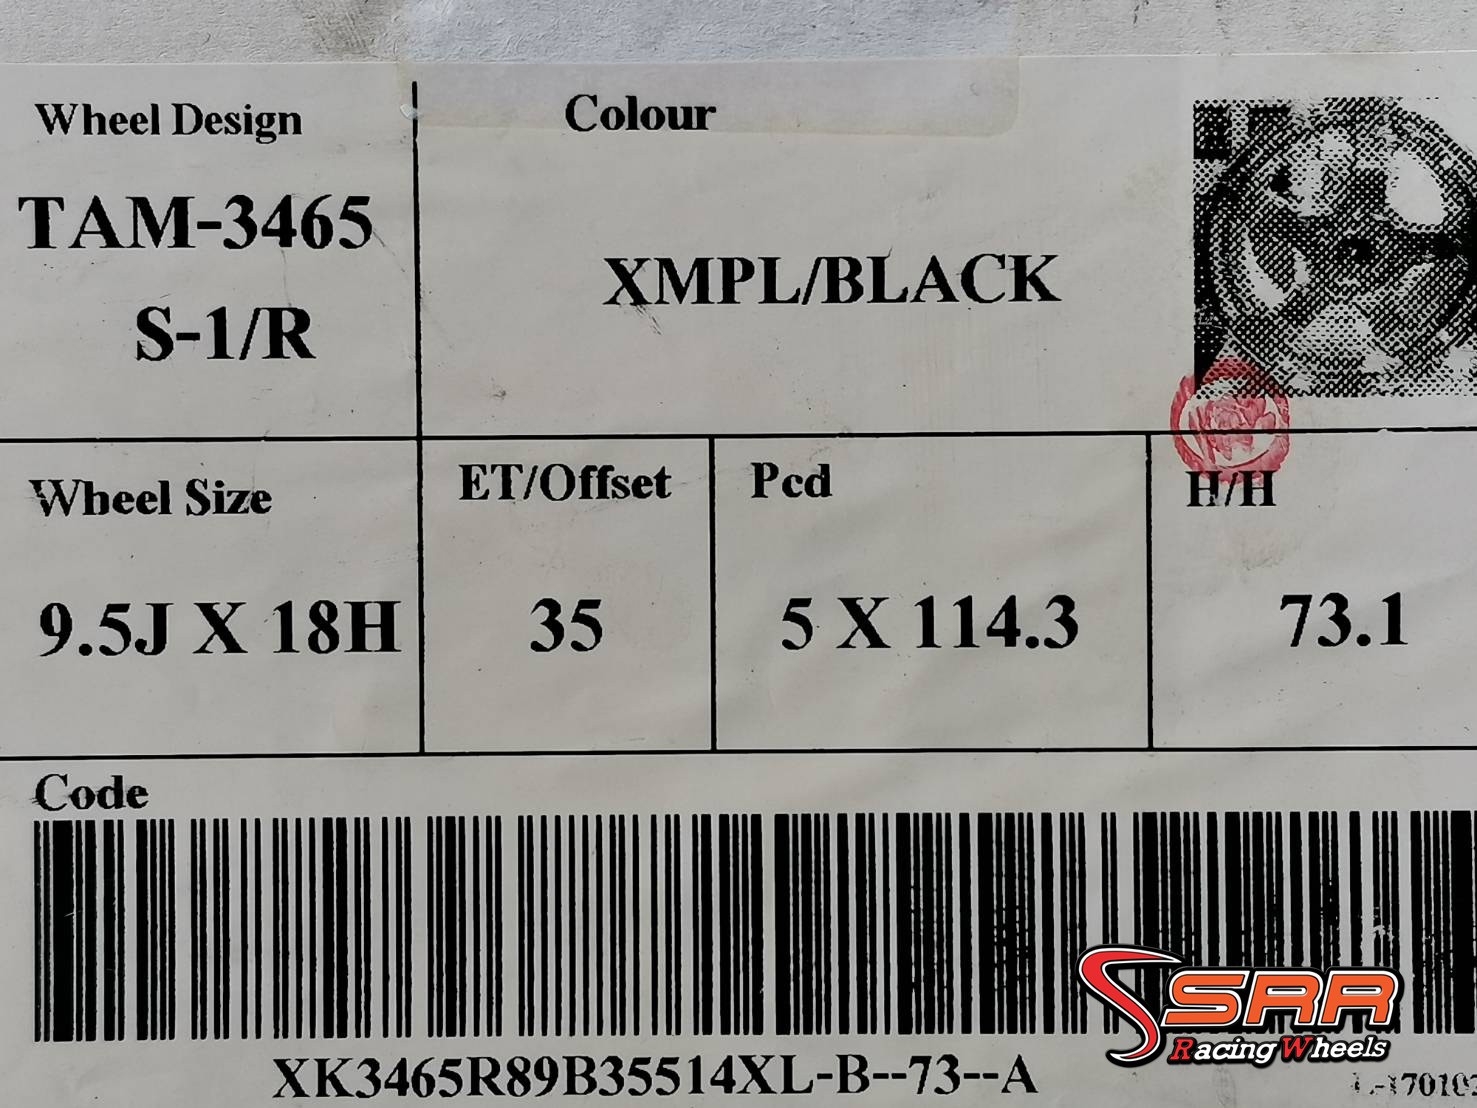 Wheel Design
Colour
TAM-3465
S-1/R
XMPL/BLACK
Wheel Size
ET/Offset
Pcd
H/H
9.5J X 18H
35
5 X 114.3
73.1
Code
XK3465R89B35514XL-B--73--A
SRR
Racing Wheels